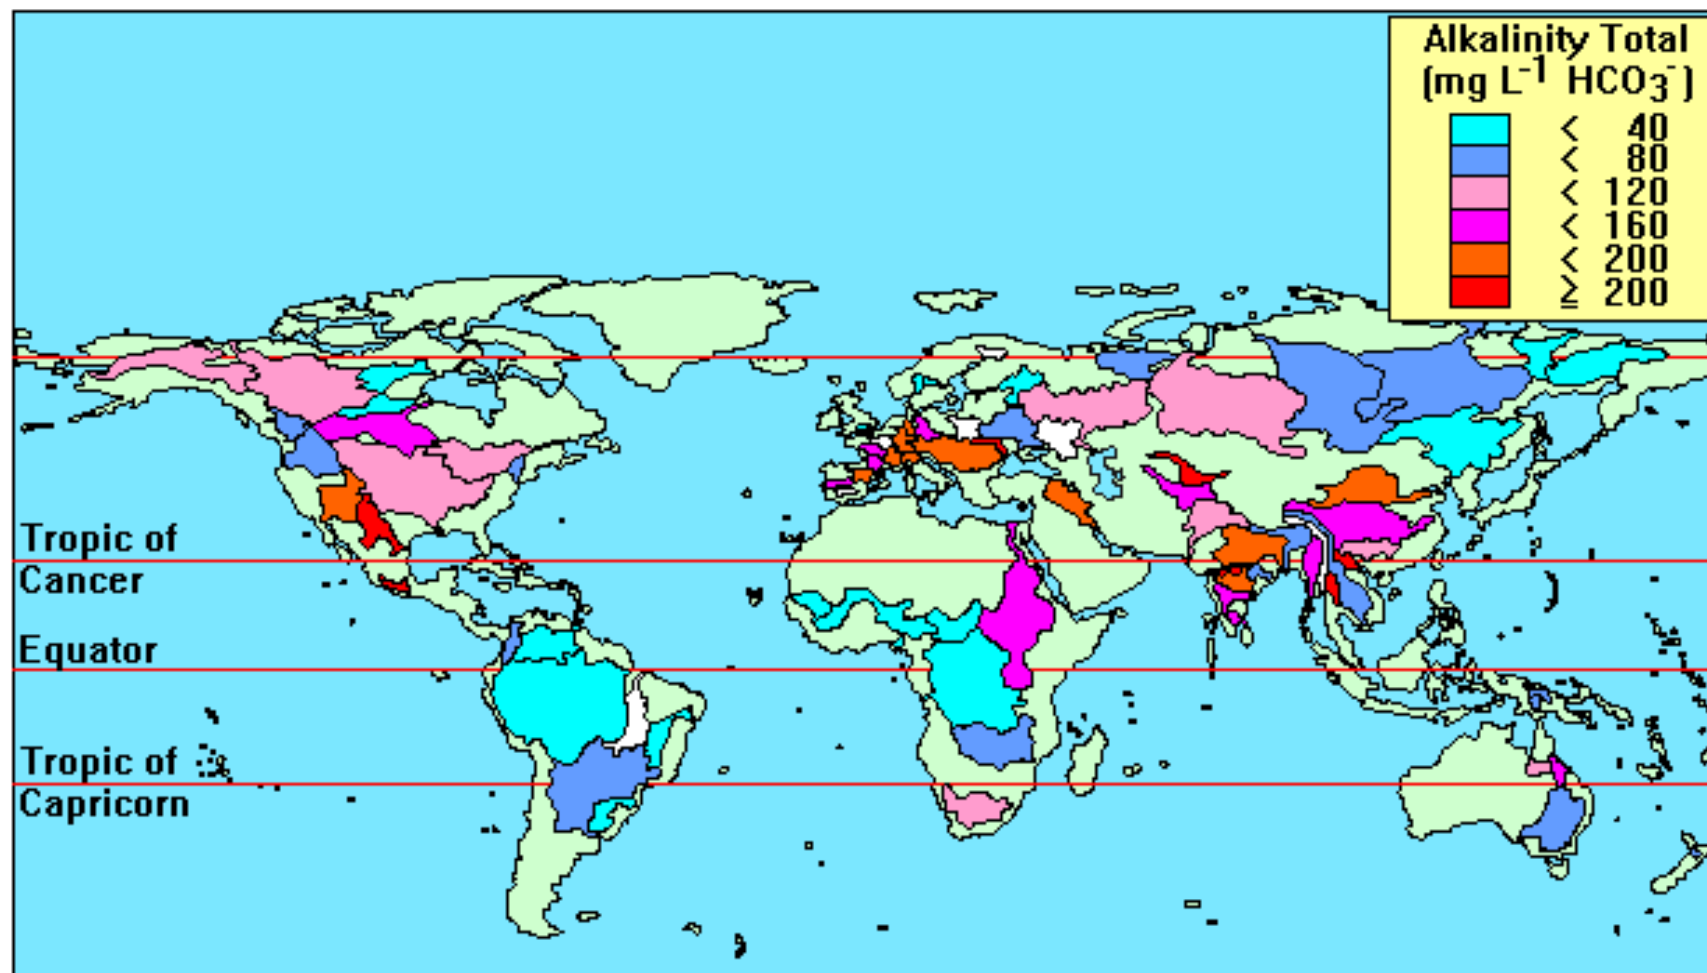 Alkalinity Total
(mg L⁻¹ HCO₃⁻)
< 40
< 80
< 120
< 160
< 200
≥ 200
Tropic of
Cancer
Equator
Tropic of
Capricorn